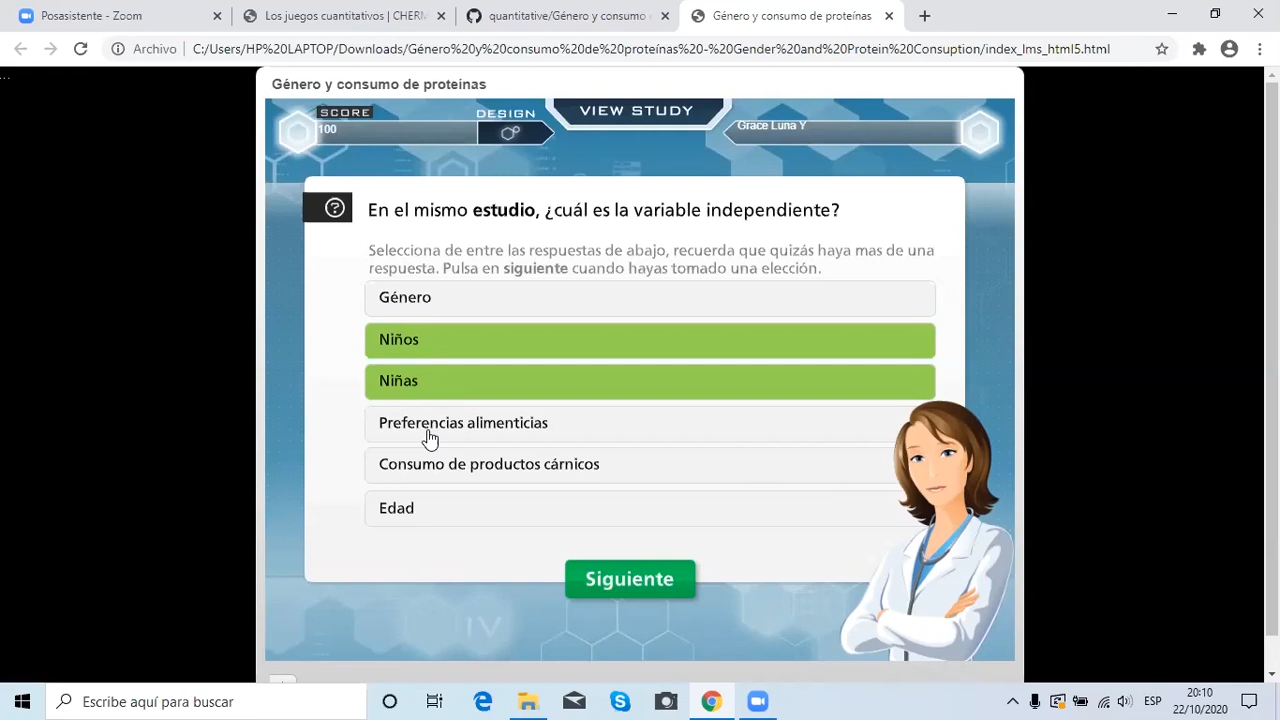 Posasistente - Zoom
Los juegos cuantitativos | CHERM
quantitative/Género y consumo
Género y consumo de proteínas
Archivo
C:/Users/HP%20LAPTOP/Downloads/Género%20y%20consumo%20de%20proteínas%20-%20Gender%20and%20Protein%20Consuption/index_lms_html5.html
...
Género y consumo de proteínas
SCORE
100
DESIGN
VIEW STUDY
Grace Luna Y
En el mismo estudio, ¿cuál es la variable independiente?
Selecciona de entre las respuestas de abajo, recuerda que quizás haya mas de una
respuesta. Pulsa en siguiente cuando hayas tomado una elección.
Género
Niños
Niñas
Preferencias alimenticias
Consumo de productos cárnicos
Edad
Siguiente
IV
Escribe aquí para buscar
ESP
20:10
22/10/2020